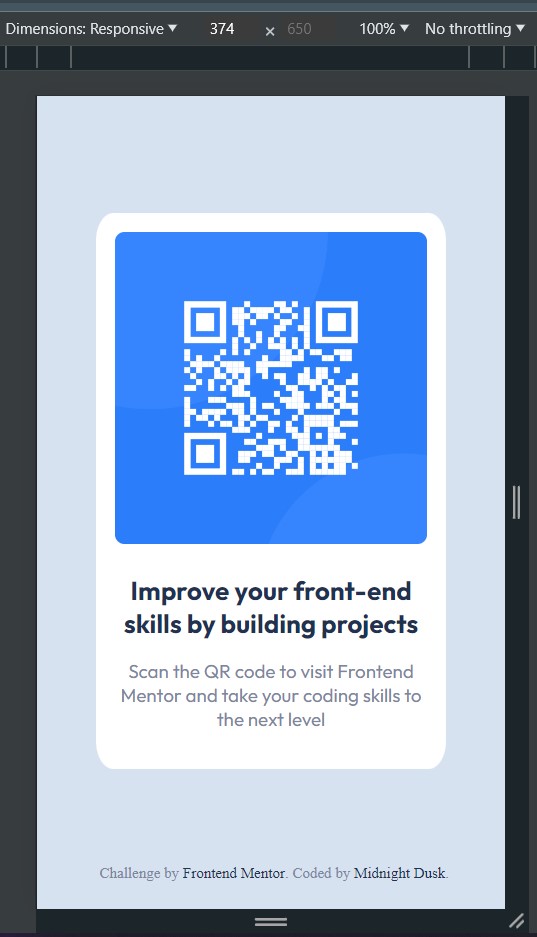 Dimensions: Responsive 374 × 650 100% No throttling
Improve your front-end
skills by building projects
Scan the QR code to visit Frontend
Mentor and take your coding skills to
the next level
Challenge by Frontend Mentor. Coded by Midnight Dusk.